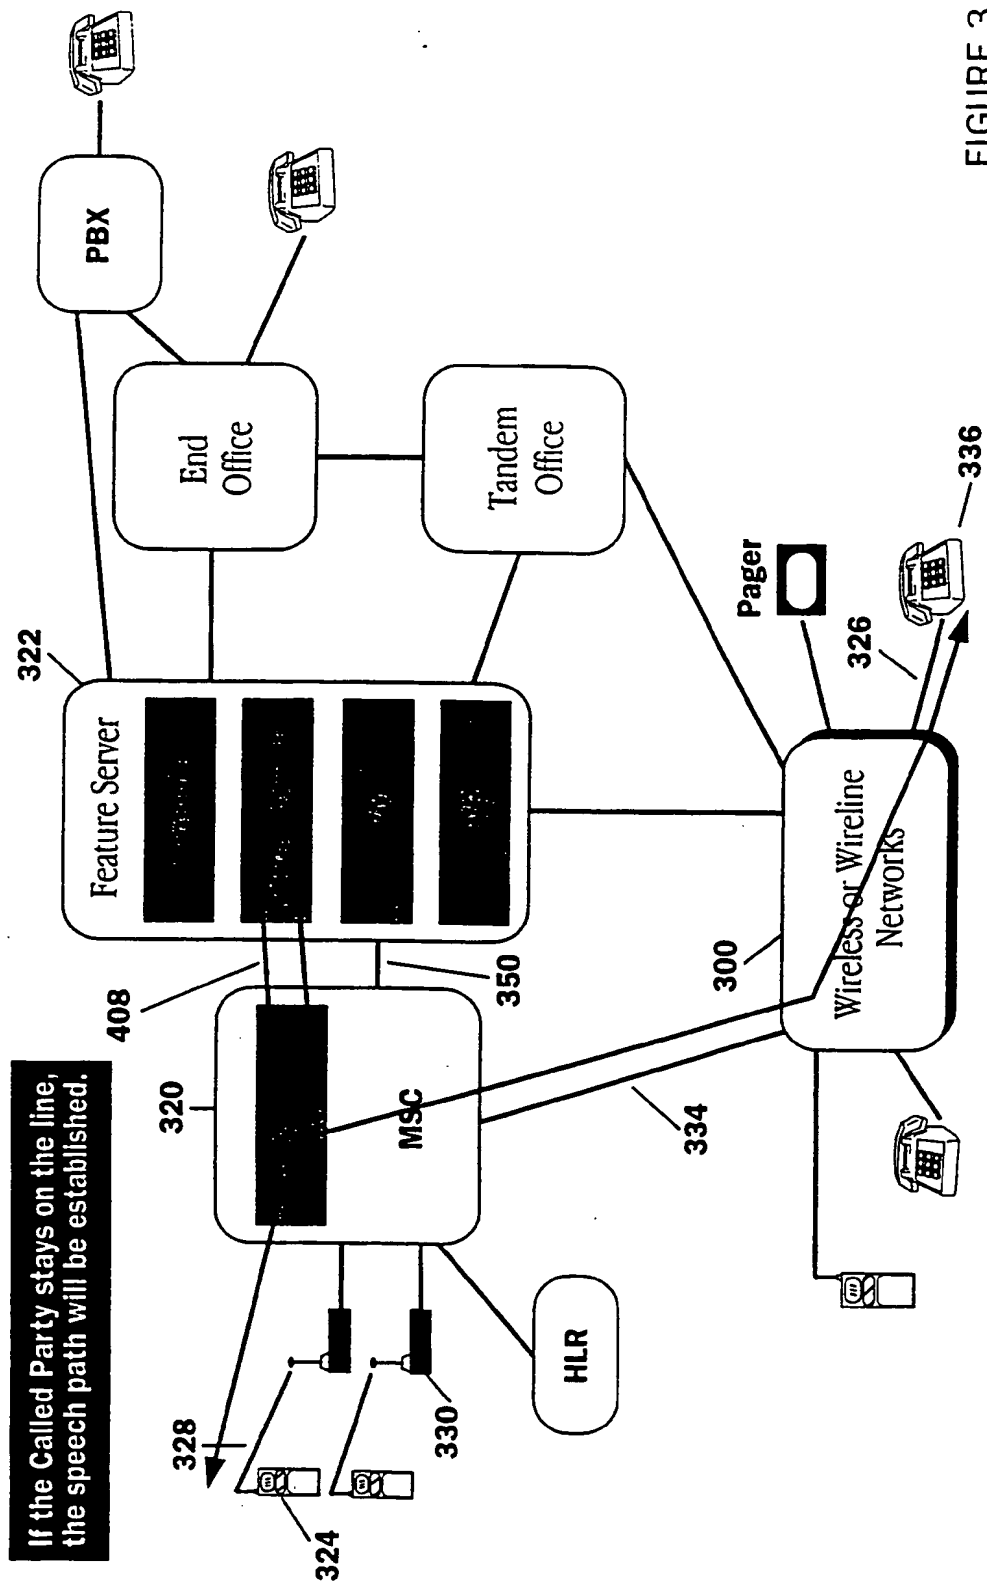 If the Called Party stays on the line,
the speech path will be established.
320
408
322
Feature Server
350
MSC
328
324
330
HLR
334
300
Wireless or Wireline
Networks
End
Office
Tandem
Office
PBX
Pager
326
336
FIGURE 3